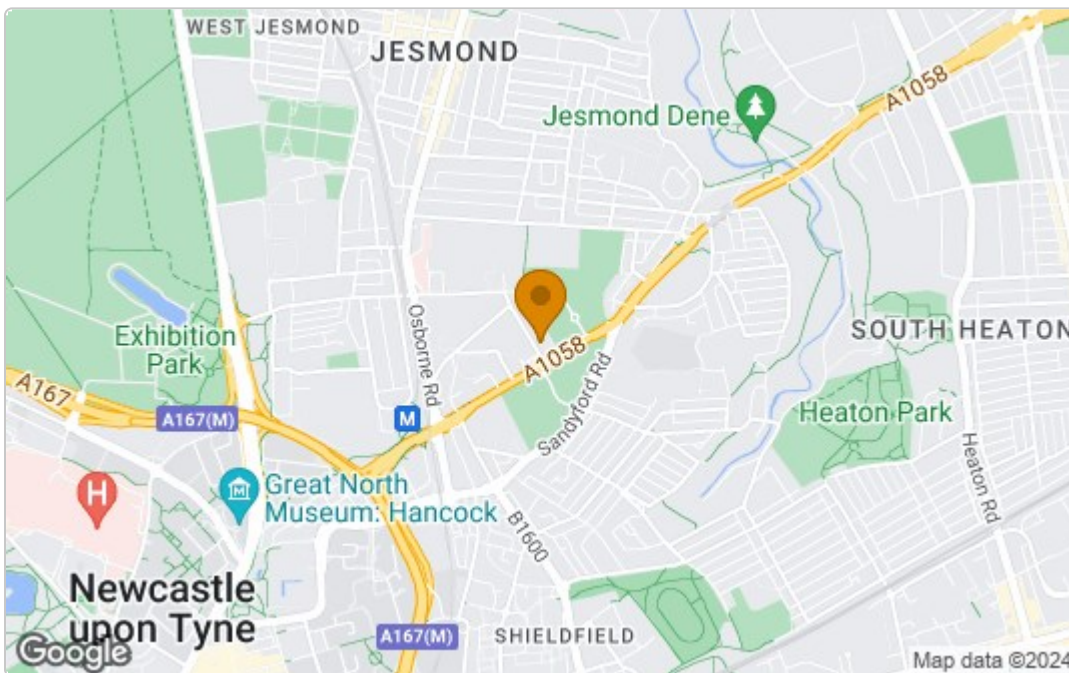 WEST JESMOND
JESMOND
A1058
Jesmond Dene
Osborne Rd
Exhibition
Park
A1058
SOUTH HEATON
A167
A167(M)
M
Sandyford Rd
Heaton Park
Heaton Rd
H
Great North
Museum: Hancock
B1600
Newcastle
upon Tyne
A167(M)
SHIELDFIELD
Google
Map data ©2024